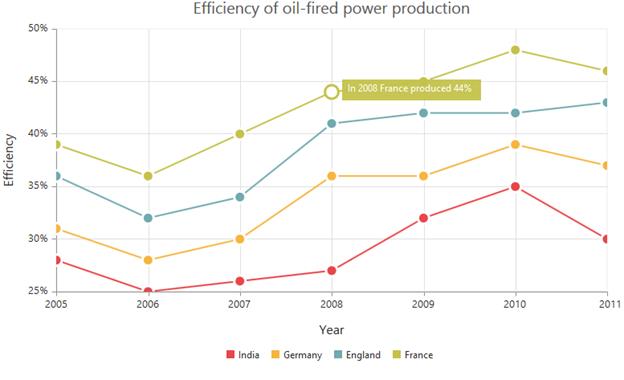 Efficiency of oil-fired power production
50%
45%
40%
35%
30%
25%
Efficiency
In 2008 France produced 44%
2005 2006 2007 2008 2009 2010 2011
Year
India Germany England France